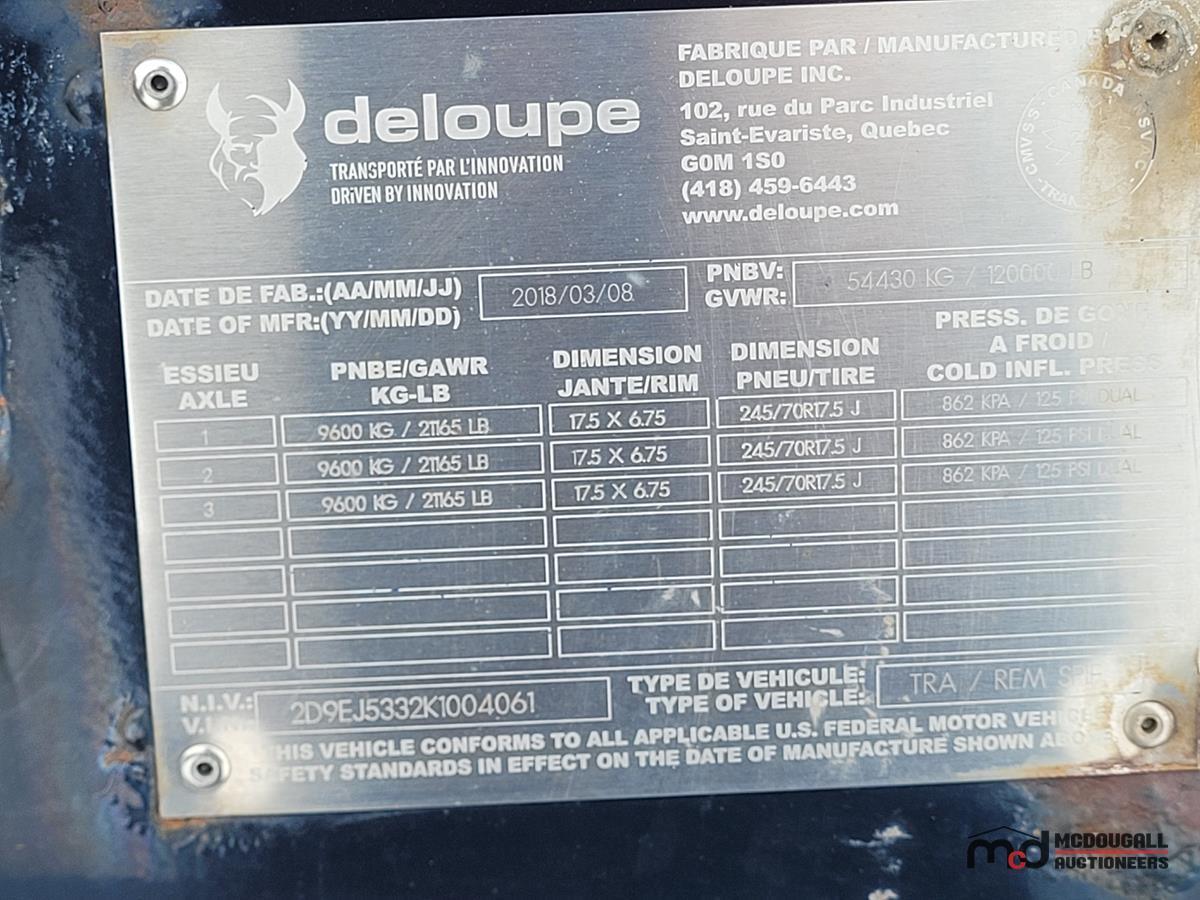 deloupe
TRANSPORTÉ PAR L'INNOVATION
DRIVEN BY INNOVATION
FABRIQUE PAR / MANUFACTURED
DELOUPE INC.
102, rue du Parc Industriel
Saint-Evariste, Quebec
G0M 1S0
(418) 459-6443
www.deloupe.com
CMVSS · CANADA SVAC
DATE DE FAB.:(AA/MM/JJ)
DATE OF MFR:(YY/MM/DD)
2018/03/08
PNBV:
GVWR:
54430 KG / 120000 LB
ESSIEU
AXLE
PNBE/GAWR
KG-LB
DIMENSION
JANTE/RIM
DIMENSION
PNEU/TIRE
PRESS. DE
A FROID /
COLD INFL. PRESS
1 9600 KG / 21165 LB 17.5 X 6.75 245/70R17.5 J 862 KPA / 125 PSI DUAL
2 9600 KG / 21165 LB 17.5 X 6.75 245/70R17.5 J 862 KPA / 125 PSI DUAL
3 9600 KG / 21165 LB 17.5 X 6.75 245/70R17.5 J 862 KPA / 125 PSI DUAL
N.I.V.:
V.I.N.:
2D9EJ5332K1004061
TYPE DE VEHICULE:
TYPE OF VEHICLE:
TRA / REM
THIS VEHICLE CONFORMS TO ALL APPLICABLE U.S. FEDERAL MOTOR
SAFETY STANDARDS IN EFFECT ON THE DATE OF MANUFACTURE SHOWN
mcd MCDOUGALL
AUCTIONEERS